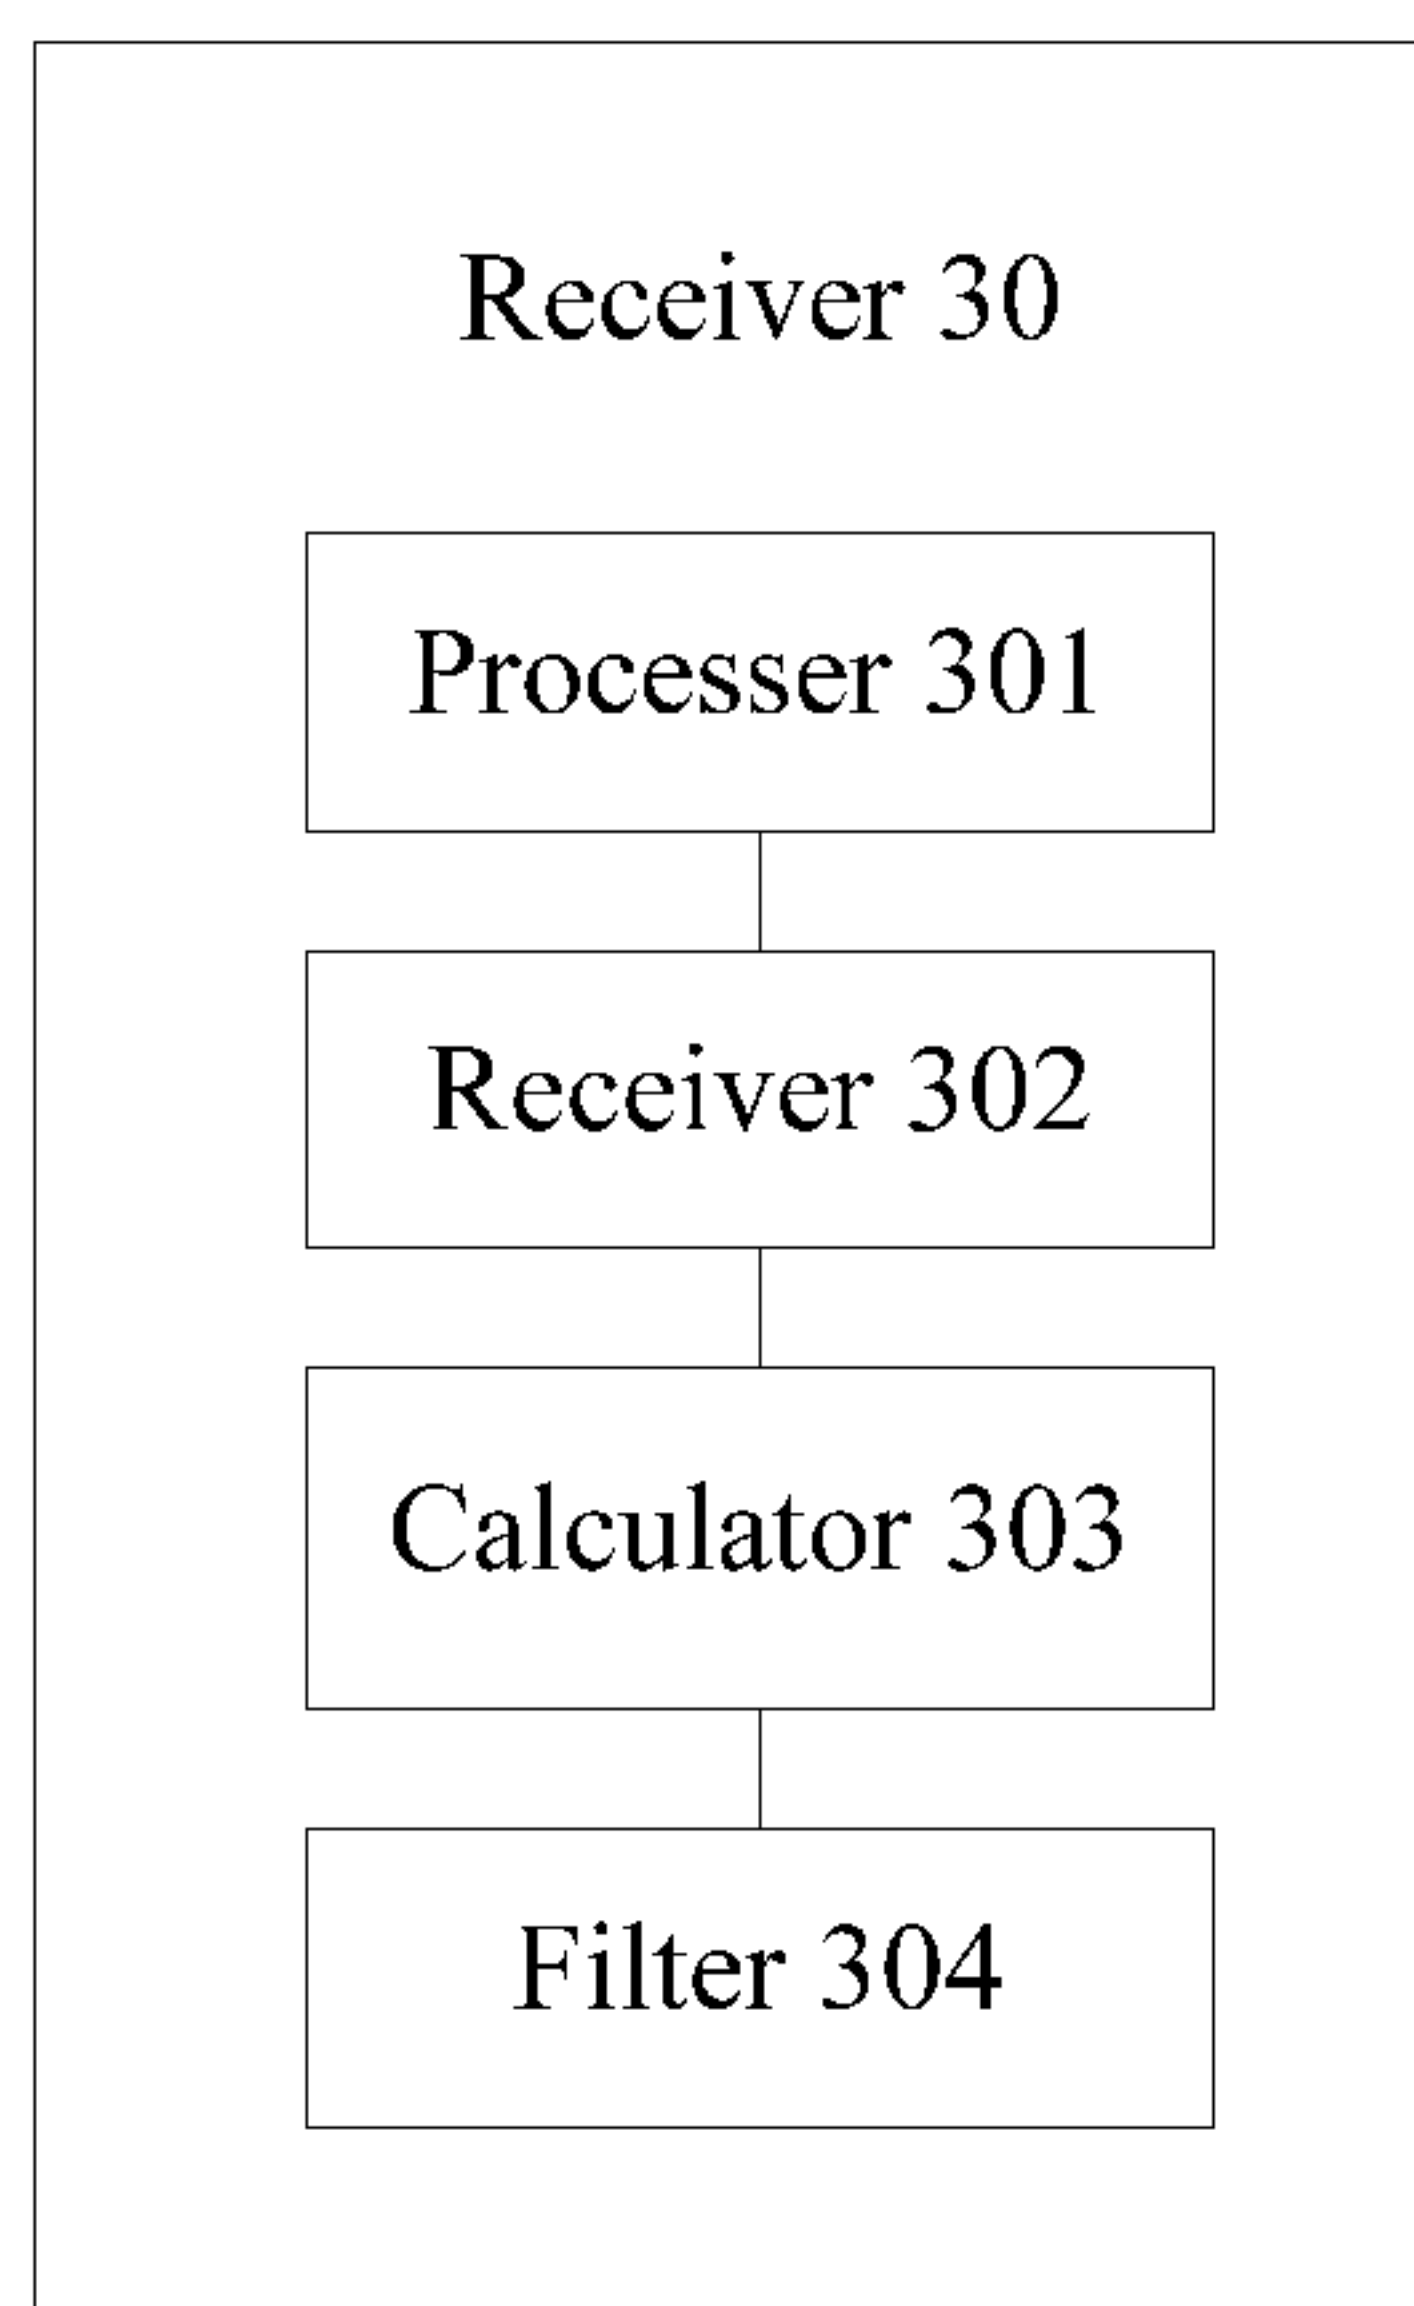 Receiver 30
Processer 301
Receiver 302
Calculator 303
Filter 304